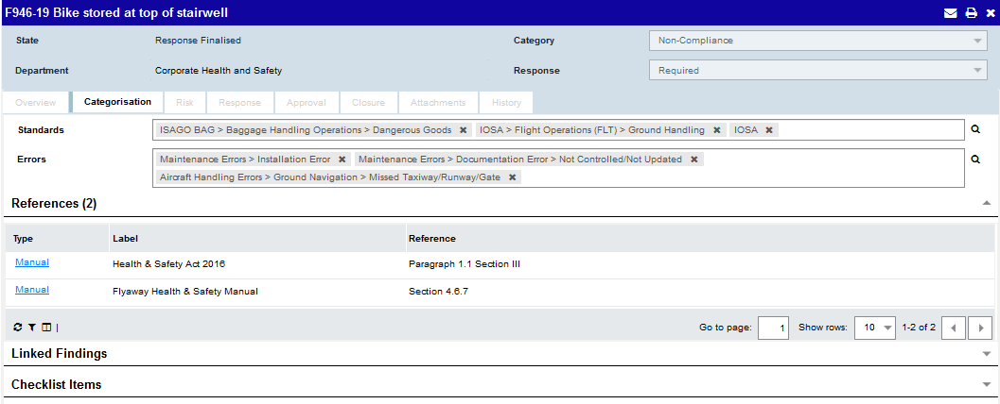 F946-19 Bike stored at top of stairwell
State Response Finalised Category Non-Compliance
Department Corporate Health and Safety Response Required
Overview Categorisation Risk Response Approval Closure Attachments History
Standards ISAGO BAG > Baggage Handling Operations > Dangerous Goods ✖ IOSA > Flight Operations (FLT) > Ground Handling ✖ IOSA ✖
Errors Maintenance Errors > Installation Error ✖ Maintenance Errors > Documentation Error > Not Controlled/Not Updated ✖
Aircraft Handling Errors > Ground Navigation > Missed Taxiway/Runway/Gate ✖
References (2)
Type Label Reference
Manual Health & Safety Act 2016 Paragraph 1.1 Section III
Manual Flyaway Health & Safety Manual Section 4.6.7
| Go to page: 1 Show rows: 10 1-2 of 2
Linked Findings
Checklist Items